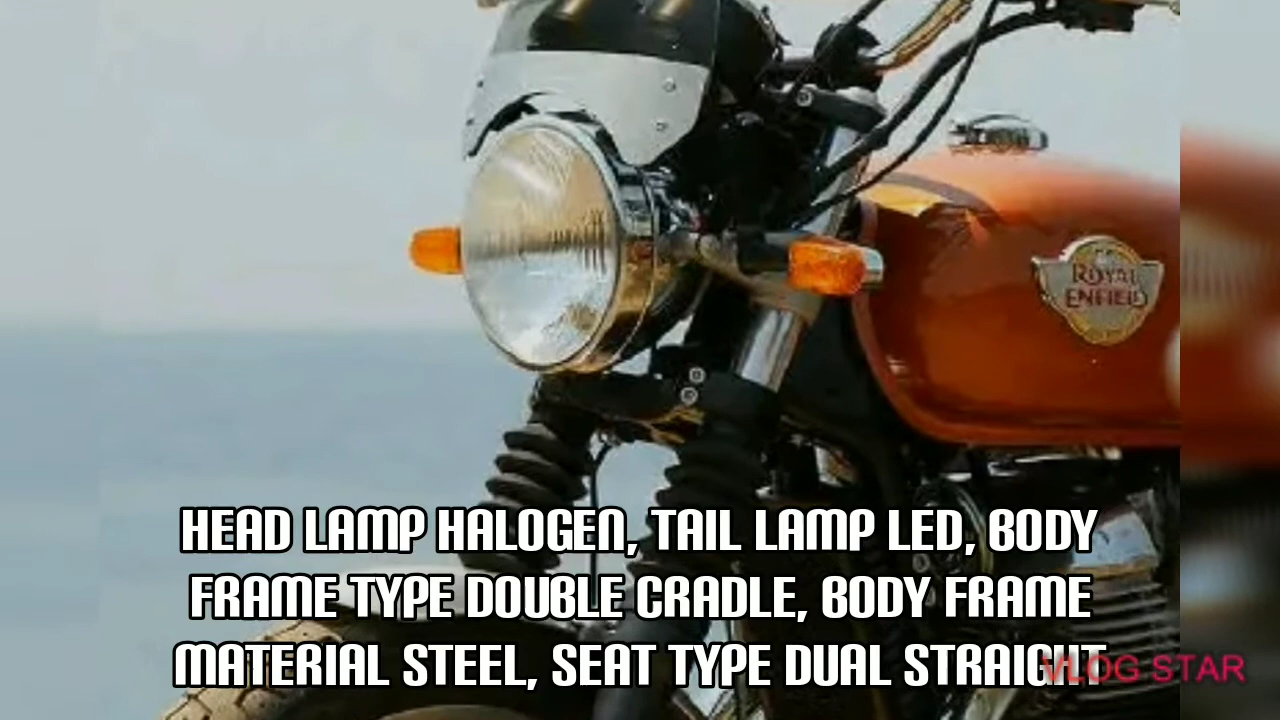 ROYAL
ENFIELD
HEAD LAMP HALOGEN, TAIL LAMP LED, BODY
FRAME TYPE DOUBLE CRADLE, BODY FRAME
MATERIAL STEEL, SEAT TYPE DUAL STRAIGHT
VLOG STAR